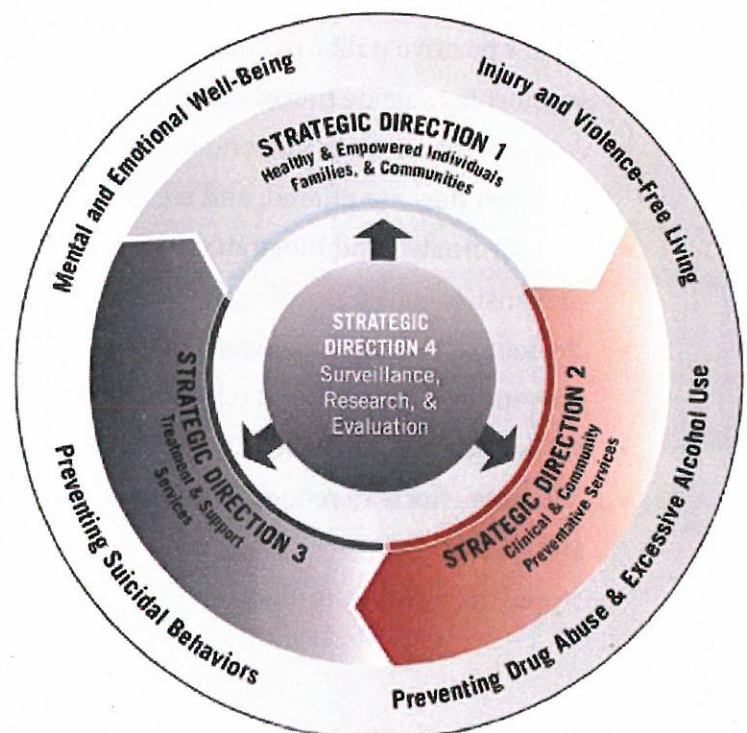 Mental and Emotional Well-Being
Injury and Violence-Free Living
STRATEGIC DIRECTION 1
Healthy & Empowered Individuals
Families, & Communities
STRATEGIC
DIRECTION 4
Surveillance,
Research, &
Evaluation
STRATEGIC DIRECTION 2
Clinical & Community
Preventative Services
STRATEGIC DIRECTION 3
Treatment & Support
Services
Preventing Suicidal Behaviors
Preventing Drug Abuse & Excessive Alcohol Use